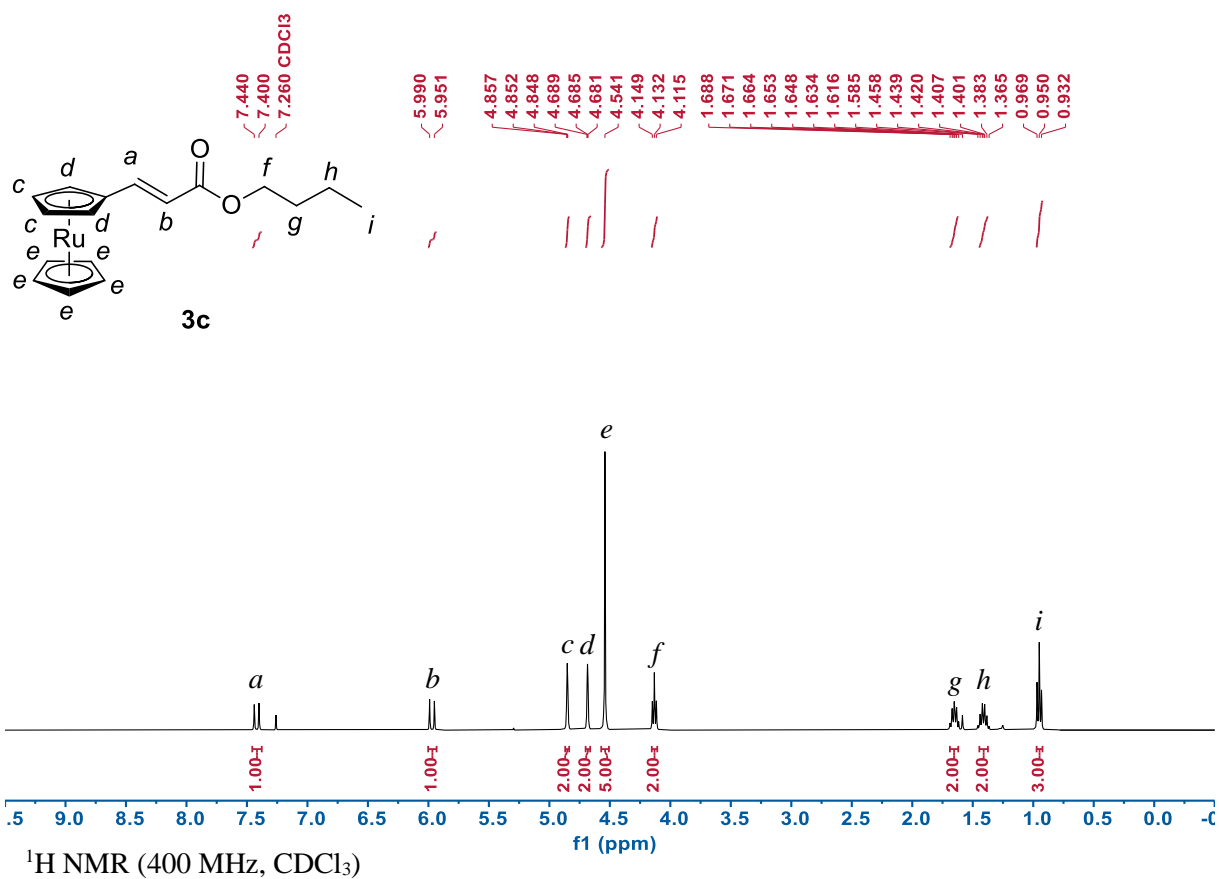 7.440
7.400
7.260 CDCl3
5.990
5.951
4.857
4.852
4.848
4.689
4.685
4.681
4.541
4.149
4.132
4.115
1.688
1.671
1.664
1.653
1.648
1.634
1.616
1.585
1.458
1.439
1.420
1.407
1.401
1.383
1.365
0.969
0.950
0.932
O
a f h
d
c
c d b O g i
Ru
e e
e e
e
3c
e
a b c d f g h i
1.00 1.00 2.00 2.00 5.00 2.00 2.00 2.00 3.00
.5 9.0 8.5 8.0 7.5 7.0 6.5 6.0 5.5 5.0 4.5 4.0 3.5 3.0 2.5 2.0 1.5 1.0 0.5 0.0 -0
f1 (ppm)
¹H NMR (400 MHz, CDCl₃)